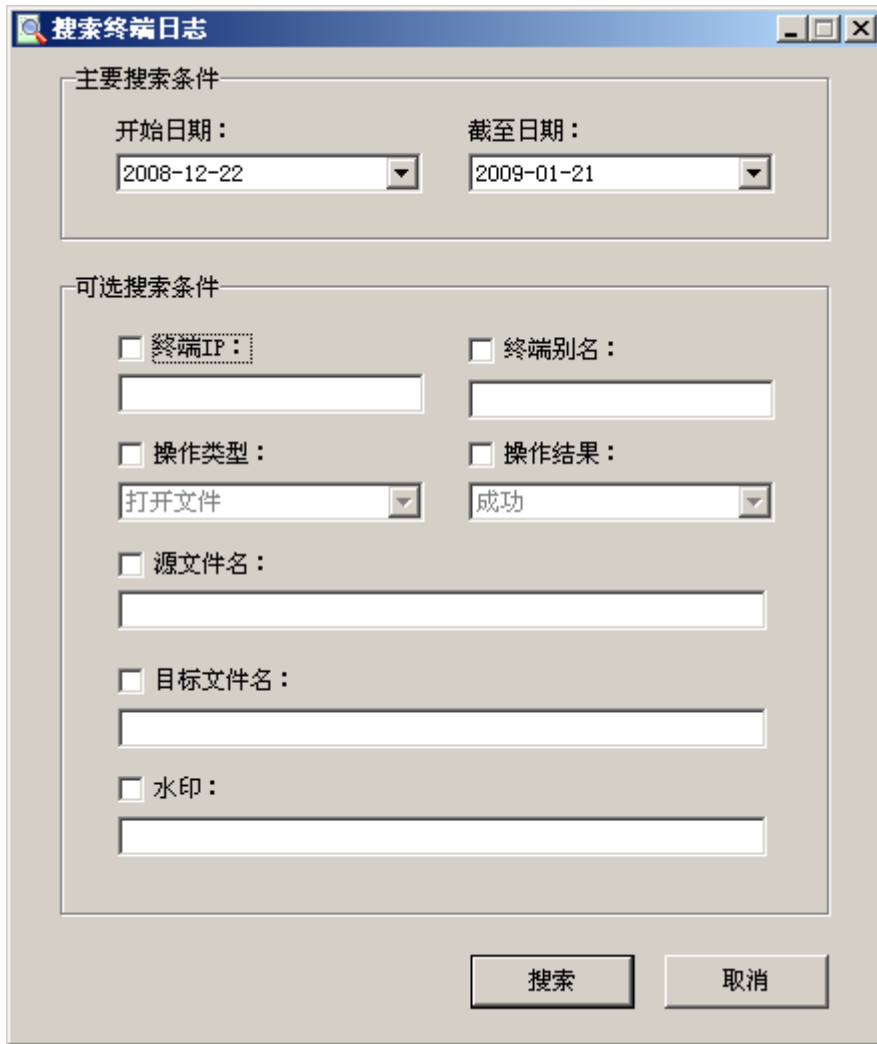 搜索终端日志
主要搜索条件
开始日期： 截至日期：
2008-12-22 2009-01-21
可选搜索条件
终端IP： 终端别名：
操作类型： 操作结果：
打开文件 成功
源文件名：
目标文件名：
水印：
搜索 取消